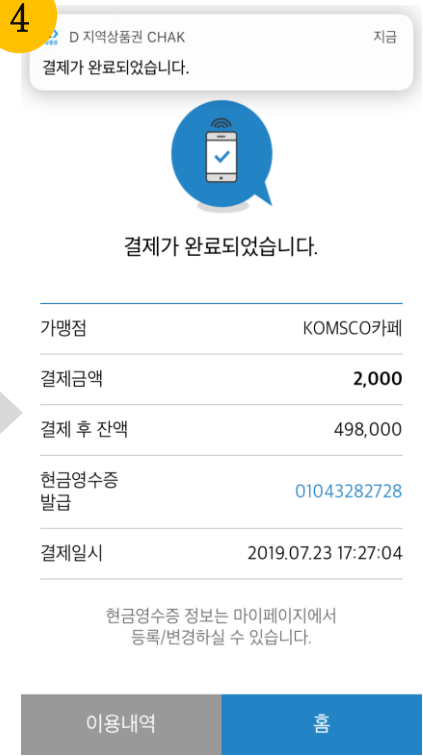 4
D 지역상품권 CHAK
지금
결제가 완료되었습니다.
결제가 완료되었습니다.
가맹점 KOMSCO카페
결제금액 2,000
결제 후 잔액 498,000
현금영수증
발급
01043282728
결제일시 2019.07.23 17:27:04
현금영수증 정보는 마이페이지에서
등록/변경하실 수 있습니다.
이용내역 홈